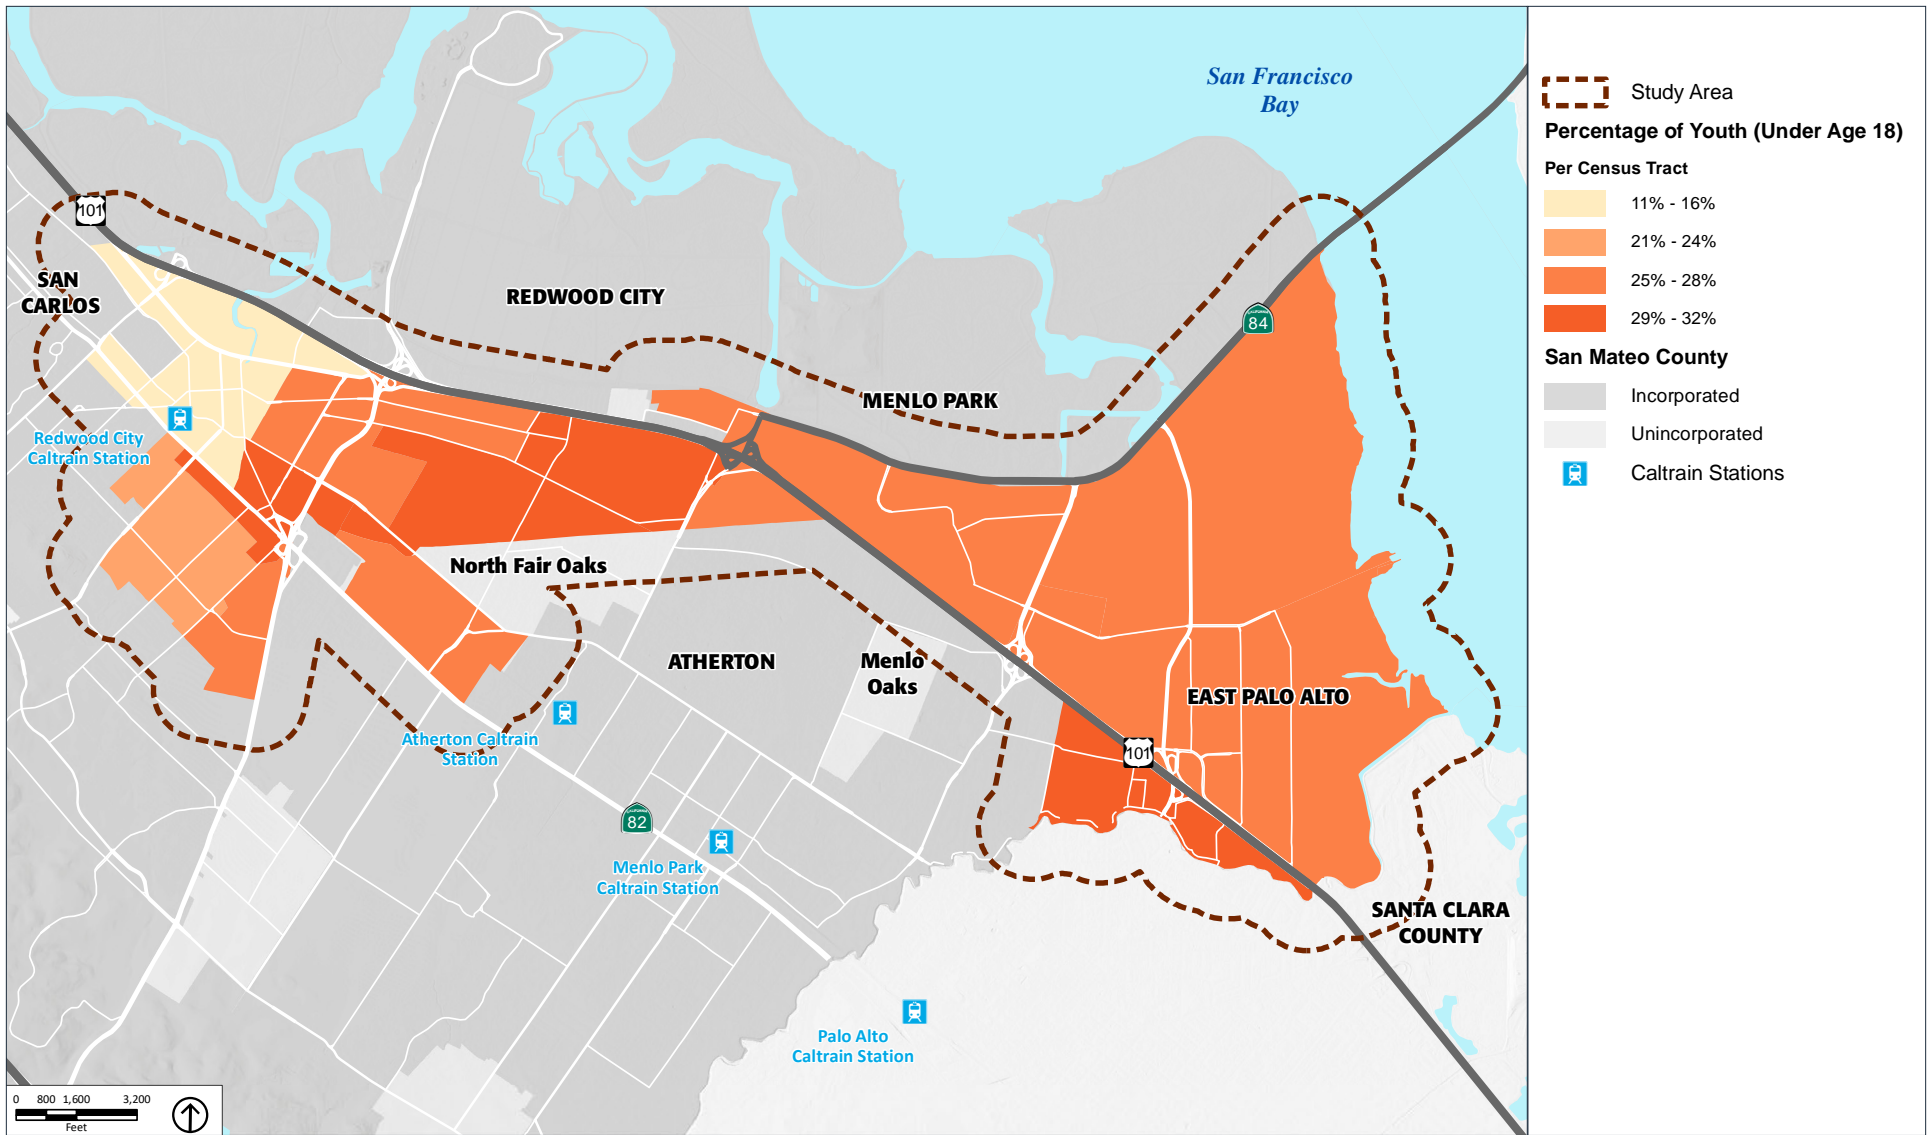 San Francisco
Bay
101
SAN
CARLOS
REDWOOD CITY
CALIFORNIA
84
MENLO PARK
Redwood City
Caltrain Station
North Fair Oaks
ATHERTON
Menlo
Oaks
EAST PALO ALTO
Atherton Caltrain
Station
101
CALIFORNIA
82
Menlo Park
Caltrain Station
SANTA CLARA
COUNTY
Palo Alto
Caltrain Station
0 800 1,600 3,200
Feet
Study Area
Percentage of Youth (Under Age 18)
Per Census Tract
11% - 16%
21% - 24%
25% - 28%
29% - 32%
San Mateo County
Incorporated
Unincorporated
Caltrain Stations